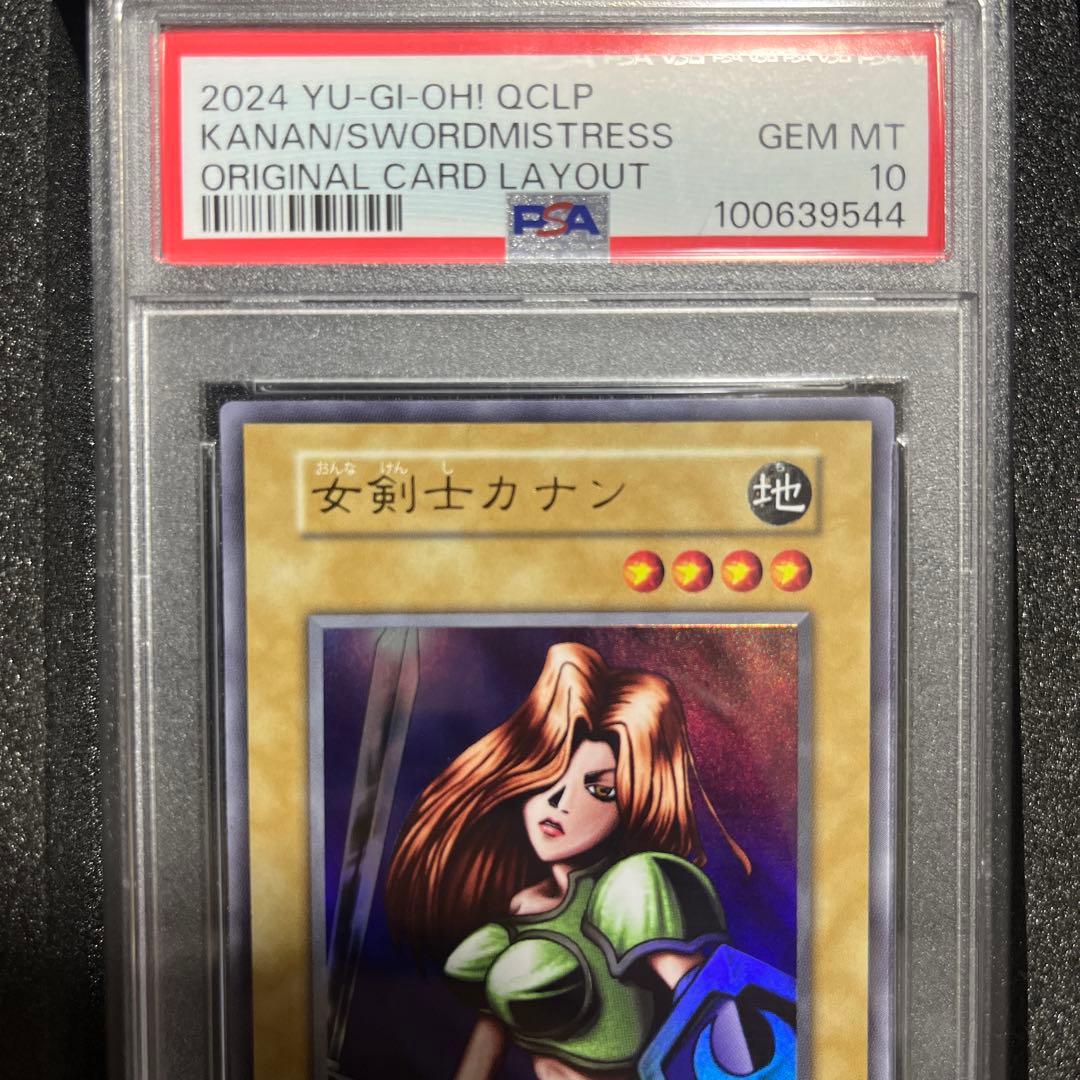 2024 YU-GI-OH! QCLP
KANAN/SWORDMISTRESS
ORIGINAL CARD LAYOUT
GEM MT
10
100639544
PSA
おんな けん し
女剣士カナン
ち
地